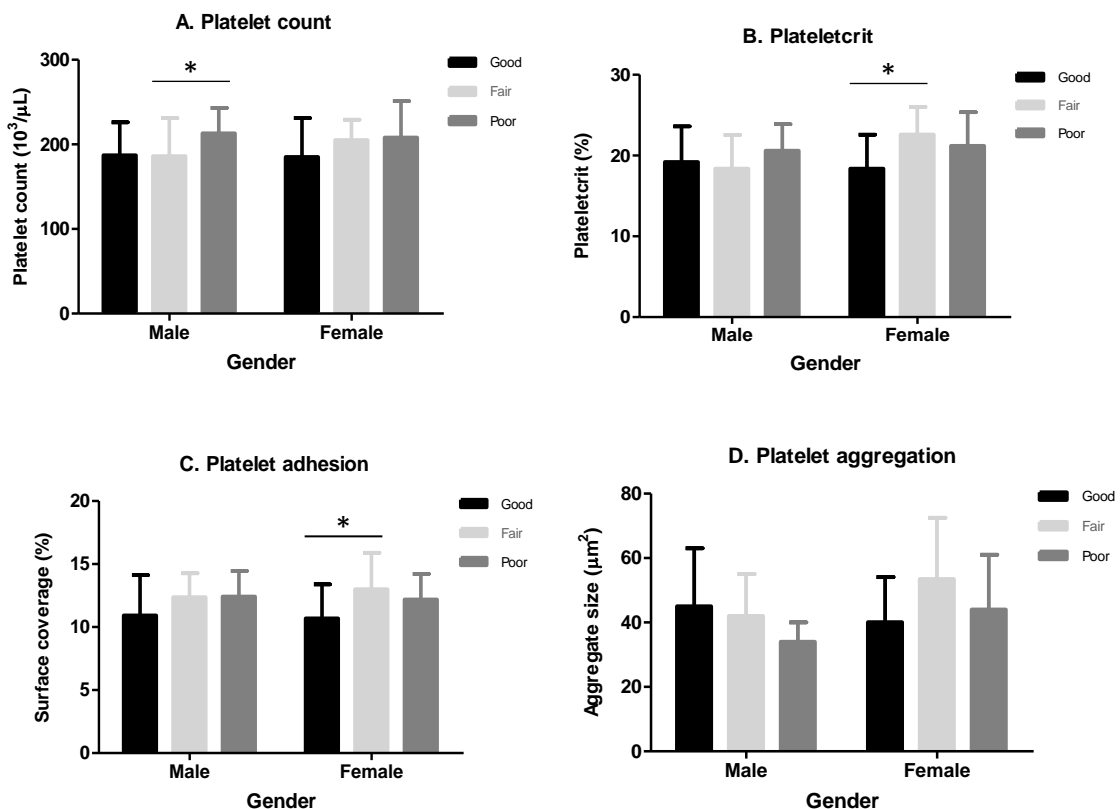 A. Platelet count
Platelet count (10³/μL)
300
200
100
0
*
Good
Fair
Poor
Male
Female
Gender
B. Plateletcrit
Plateletcrit (%)
30
20
10
0
*
Good
Fair
Poor
Male
Female
Gender
C. Platelet adhesion
Surface coverage (%)
20
15
10
5
0
*
Good
Fair
Poor
Male
Female
Gender
D. Platelet aggregation
Aggregate size (μm²)
80
60
40
20
0
Good
Fair
Poor
Male
Female
Gender